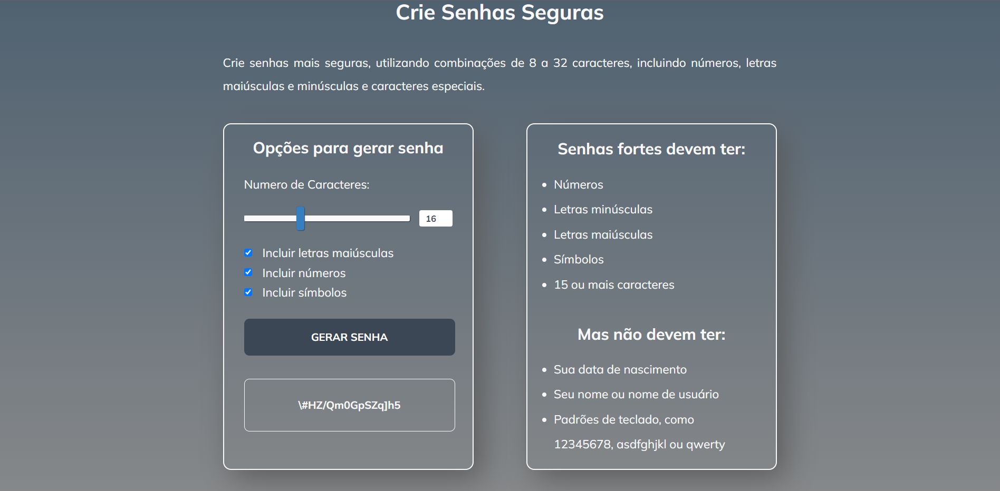 Crie Senhas Seguras
Crie senhas mais seguras, utilizando combinações de 8 a 32 caracteres, incluindo números, letras
maiúsculas e minúsculas e caracteres especiais.
Opções para gerar senha
Numero de Caracteres:
16
Incluir letras maiúsculas
Incluir números
Incluir símbolos
GERAR SENHA
\#HZ/Qm0GpSZq]h5
Senhas fortes devem ter:
Números
Letras minúsculas
Letras maiúsculas
Símbolos
15 ou mais caracteres
Mas não devem ter:
Sua data de nascimento
Seu nome ou nome de usuário
Padrões de teclado, como
12345678, asdfghjkl ou qwerty